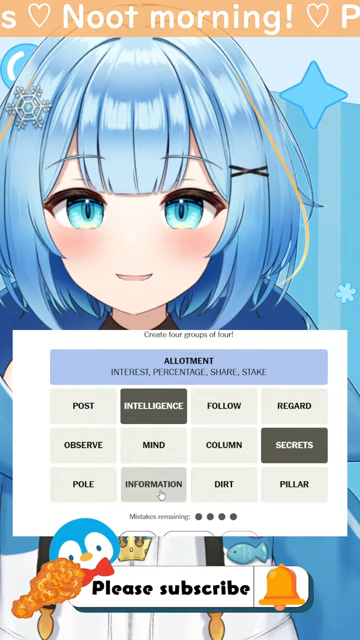 s ♡ Noot morning! ♡ P
Create four groups of four!
ALLOTMENT
INTEREST, PERCENTAGE, SHARE, STAKE
POST INTELLIGENCE FOLLOW REGARD
OBSERVE MIND COLUMN SECRETS
POLE INFORMATION DIRT PILLAR
Mistakes remaining:
Please subscribe